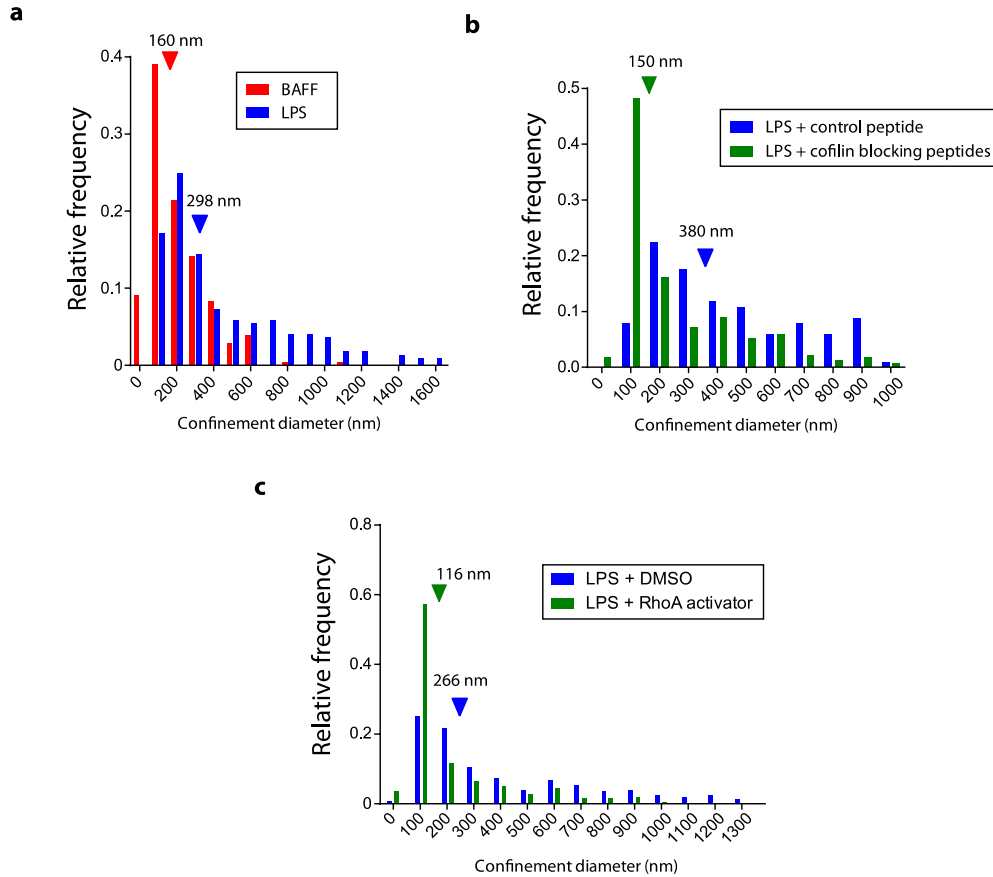 a
160 nm
BAFF
LPS
298 nm
Relative frequency
0.4
0.3
0.2
0.1
0
0
200
400
600
800
1000
1200
1400
1600
Confinement diameter (nm)
b
150 nm
LPS + control peptide
LPS + cofilin blocking peptides
380 nm
Relative frequency
0.5
0.4
0.3
0.2
0.1
0.0
0
100
200
300
400
500
600
700
800
900
1000
Confinement diameter (nm)
c
116 nm
LPS + DMSO
LPS + RhoA activator
266 nm
Relative frequency
0.8
0.6
0.4
0.2
0
0
100
200
300
400
500
600
700
800
900
1000
1100
1200
1300
Confinement diameter (nm)